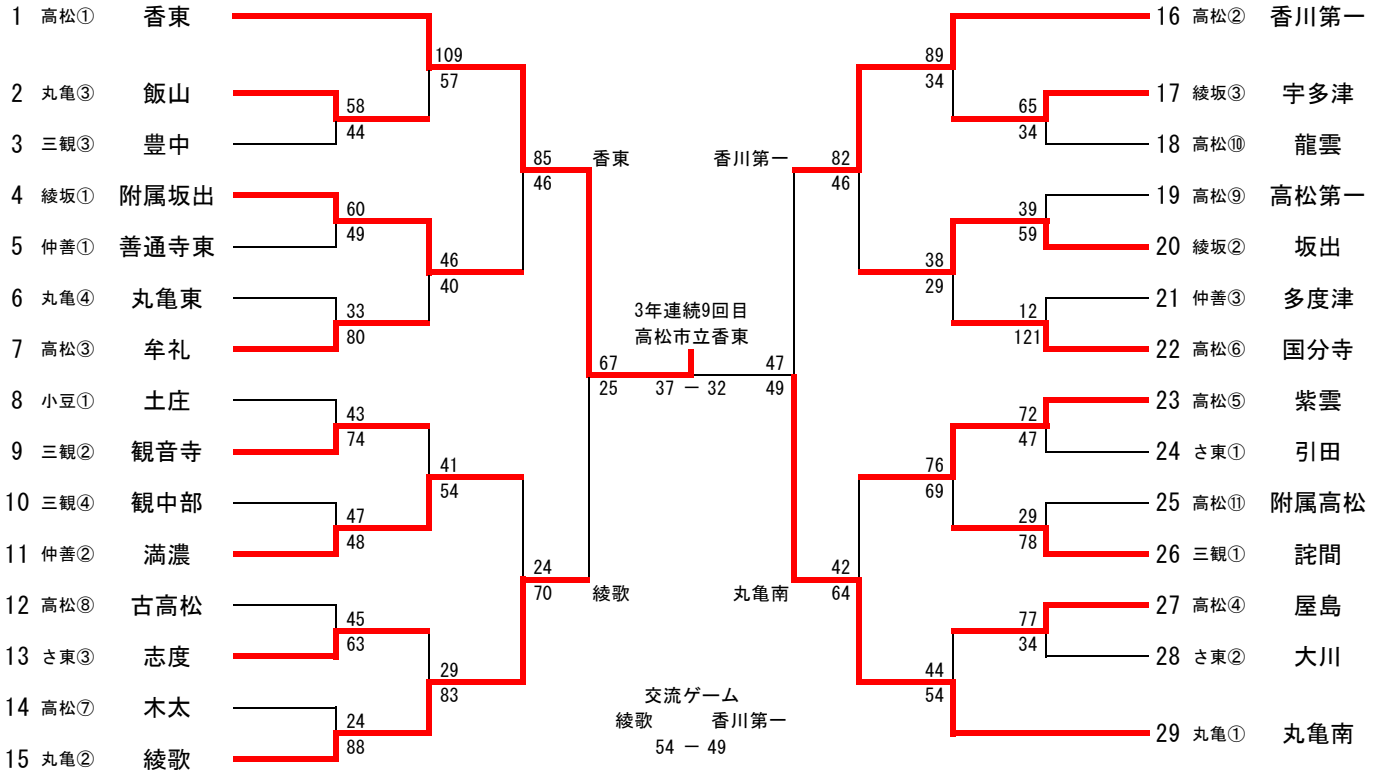 1 高松① 香東
2 丸亀③ 飯山
3 三観③ 豊中
4 綾坂① 附属坂出
5 仲善① 善通寺東
6 丸亀④ 丸亀東
7 高松③ 牟礼
8 小豆① 土庄
9 三観② 観音寺
10 三観④ 観中部
11 仲善② 満濃
12 高松⑧ 古高松
13 さ東③ 志度
14 高松⑦ 木太
15 丸亀② 綾歌
58
44
60
49
33
80
43
74
47
48
45
63
24
88
109
57
46
40
41
54
29
83
85
46
24
70
香東
綾歌
67
25
3年連続9回目
高松市立香東
37 － 32
47
49
香川第一
丸亀南
82
46
42
64
89
34
38
29
76
69
44
54
65
34
39
59
12
121
72
47
29
78
77
34
16 高松② 香川第一
17 綾坂③ 宇多津
18 高松⑩ 龍雲
19 高松⑨ 高松第一
20 綾坂② 坂出
21 仲善③ 多度津
22 高松⑥ 国分寺
23 高松⑤ 紫雲
24 さ東① 引田
25 高松⑪ 附属高松
26 三観① 詫間
27 高松④ 屋島
28 さ東② 大川
29 丸亀① 丸亀南
交流ゲーム
綾歌 香川第一
54 － 49